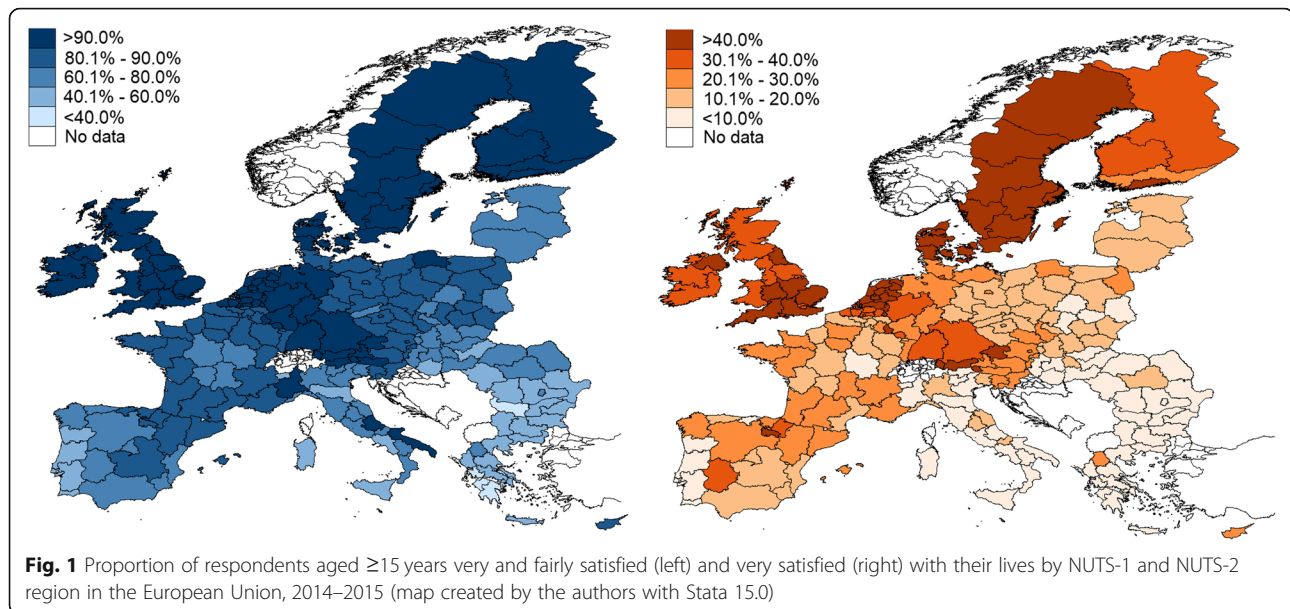 >90.0%
80.1% - 90.0%
60.1% - 80.0%
40.1% - 60.0%
<40.0%
No data
>40.0%
30.1% - 40.0%
20.1% - 30.0%
10.1% - 20.0%
<10.0%
No data
Fig. 1 Proportion of respondents aged ≥15 years very and fairly satisfied (left) and very satisfied (right) with their lives by NUTS-1 and NUTS-2
region in the European Union, 2014–2015 (map created by the authors with Stata 15.0)